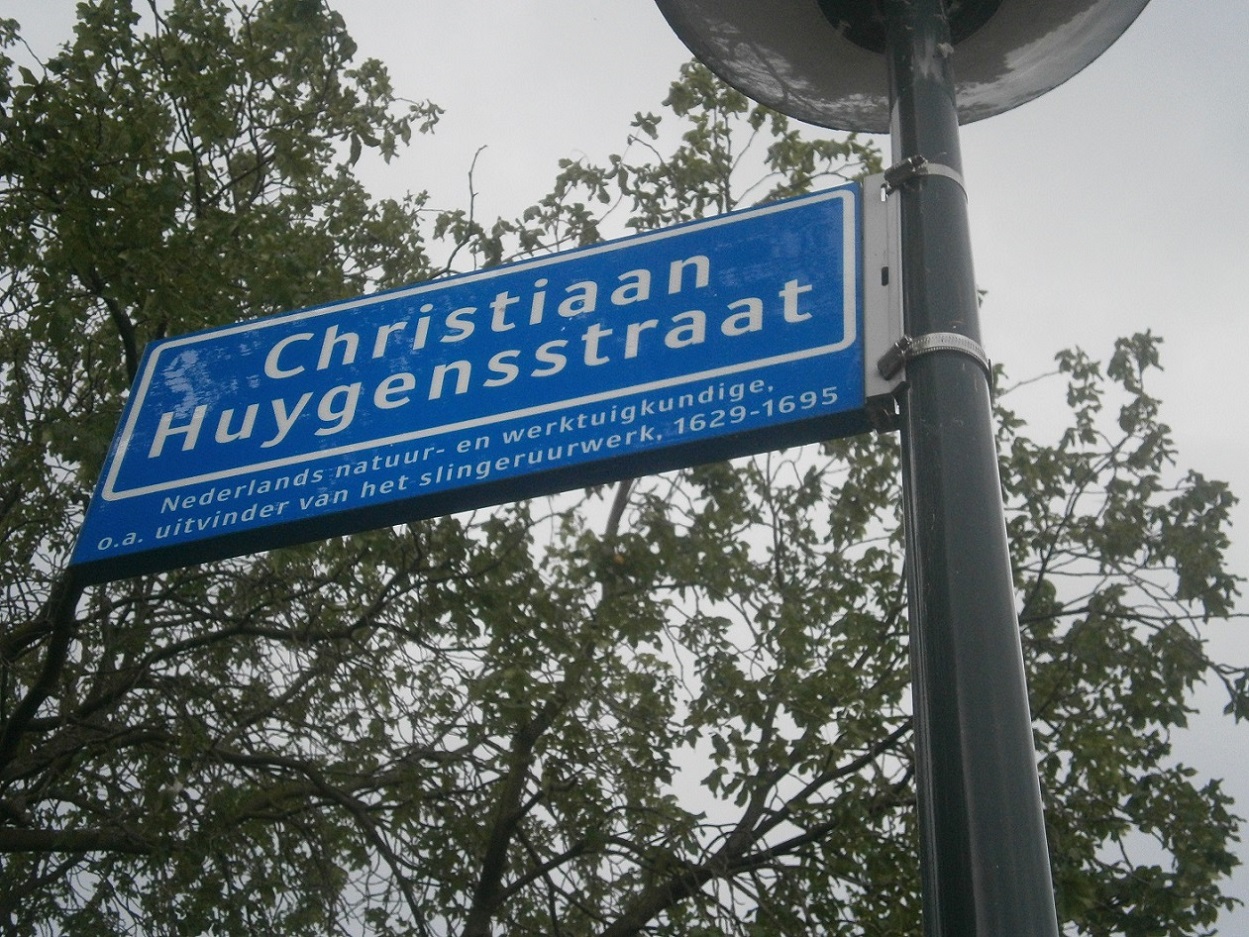 Christiaan
Huygensstraat
Nederlands natuur- en werktuigkundige,
o.a. uitvinder van het slingeruurwerk, 1629-1695